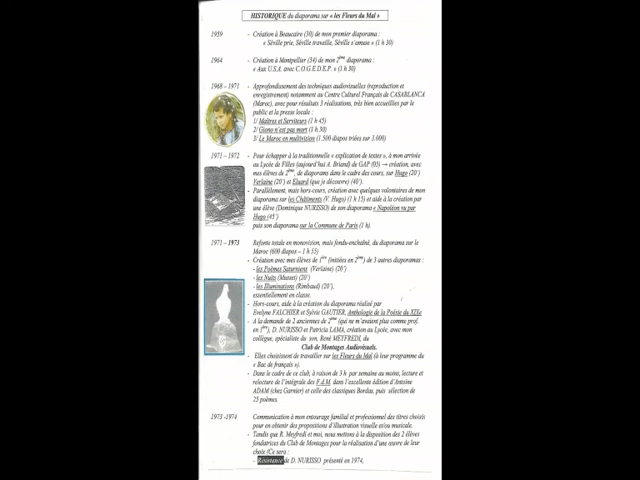 HISTORIQUE du diaporama sur « les Fleurs du Mal »
1959 - Création à Beaucaire (30) de mon premier diaporama :
« Séville prie, Séville travaille, Séville s'amuse » (1 h 30)
1964 - Création à Montpellier (34) de mon 2ème diaporama :
« Aux U.S.A. avec C.O.G.E.D.E.P. » (1 h 30)
1968 – 1971 - Approfondissement des techniques audiovisuelles (reproduction et
enregistrement) notamment au Centre Culturel Français de CASABLANCA
(Maroc), avec pour résultats 3 réalisations, très bien accueillies par le
public et la presse locale :
1/ Maîtres et Serviteurs (1 h 45)
2/ Giono n'est pas mort (1 h 30)
3/ Le Maroc en multivision (1.500 diapos triées sur 3.000)
1971 – 1972 - Pour échapper à la traditionnelle « explication de textes », à mon arrivée
au Lycée de Filles (aujourd'hui A. Briand) de GAP (05) → création, avec
mes élèves de 2ème, de diaporamas dans le cadre des cours, sur Hugo (20')
Verlaine (20') et Eluard (que je découvre) (40').
- Parallèlement, mais hors-cours, création avec quelques volontaires de mon
diaporama sur les Châtiments (V. Hugo) (1 h 15) et aide à la création par
une élève (Dominique NURISSO) de son diaporama « Napoléon vu par
Hugo (45')
puis son diaporama sur la Commune de Paris (1 h).
1971 – 1973 Refonte totale en monovision, mais fondu-enchaîné, du diaporama sur le
Maroc (600 diapos – 1 h 35)
- Création avec mes élèves de 1ère (initiées en 2ème) de 3 autres diaporamas :
- les Poèmes Saturniens (Verlaine) (20')
- les Nuits (Musset) (20')
- les Illuminations (Rimbaud) (20'),
essentiellement en classe.
- Hors-cours, aide à la création du diaporama réalisé par
Evelyne FALCHIER et Sylvie GAUTIER, Anthologie de la Poésie du XIXe
- A la demande de 2 anciennes de 2ème (qui ne m'avaient plus comme prof.
en 1ère), D. NURISSO et Patricia LAMA, création au Lycée, avec mon
collègue, spécialiste du son, René MEYFREDI, du
Club de Montages Audiovisuels.
- Elles choisissent de travailler sur les Fleurs du Mal (à leur programme du
« Bac de français »).
- Dans le cadre de ce club, à raison de 3 h par semaine au moins, lecture et
relecture de l'intégrale des F.d.M. dans l'excellente édition d'Antoine
ADAM (chez Garnier) et celle des classiques Bordas, puis sélection de
25 poèmes
1973 -1974 Communication à mon entourage familial et professionnel des titres choisis
pour en obtenir des propositions d'illustration visuelle et/ou musicale.
- Tandis que R. Meyfredi et moi, nous mettons à la disposition des 2 élèves
fondatrices du Club de Montages pour la réalisation d'une œuvre de leur
choix (Ce sera :
- Résistance de D. NURISSO présenté en 1974,